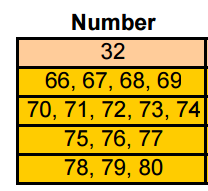 Number
32
66, 67, 68, 69
70, 71, 72, 73, 74
75, 76, 77
78, 79, 80